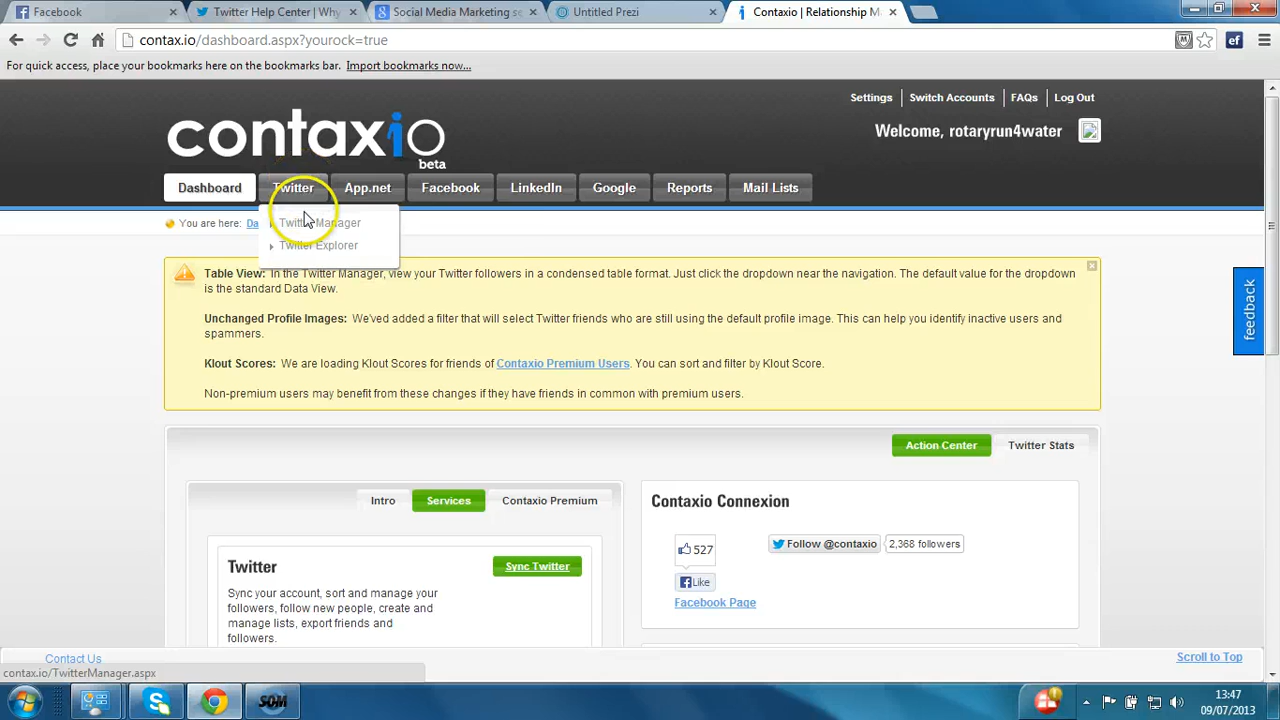 Facebook
Twitter Help Center | Why
Social Media Marketing se
Untitled Prezi
Contaxio | Relationship M
contax.io/dashboard.aspx?yourock=true
For quick access, place your bookmarks here on the bookmarks bar. Import bookmarks now...
Settings Switch Accounts FAQs Log Out
contaxio
beta
Welcome, rotaryrun4water
Dashboard Twitter App.net Facebook LinkedIn Google Reports Mail Lists
You are here: Da
Twitter Manager
Twitter Explorer
Table View: In the Twitter Manager, view your Twitter followers in a condensed table format. Just click the dropdown near the navigation. The default value for the dropdown
is the standard Data View.
Unchanged Profile Images: We'ved added a filter that will select Twitter friends who are still using the default profile image. This can help you identify inactive users and
spammers.
Klout Scores: We are loading Klout Scores for friends of Contaxio Premium Users. You can sort and filter by Klout Score.
Non-premium users may benefit from these changes if they have friends in common with premium users.
feedback
Action Center Twitter Stats
Intro Services Contaxio Premium
Contaxio Connexion
527
Follow @contaxio 2,368 followers
Like
Facebook Page
Twitter
Sync Twitter
Sync your account, sort and manage your
followers, follow new people, create and
manage lists, export friends and
followers.
Contact Us
Scroll to Top
contax.io/TwitterManager.aspx
ef
SOM
13:47
09/07/2013